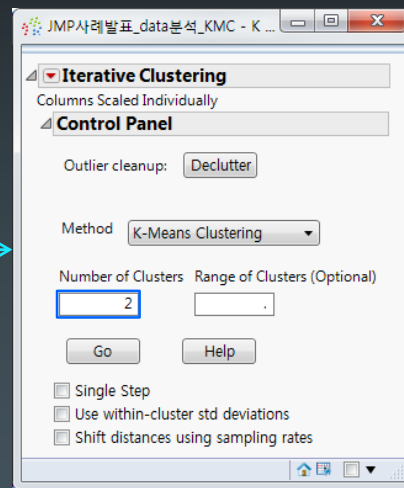 JMP사례발표_data분석_KMC - K ...
Iterative Clustering
Columns Scaled Individually
Control Panel
Outlier cleanup: Declutter
Method K-Means Clustering
Number of Clusters Range of Clusters (Optional)
2 .
Go Help
Single Step
Use within-cluster std deviations
Shift distances using sampling rates